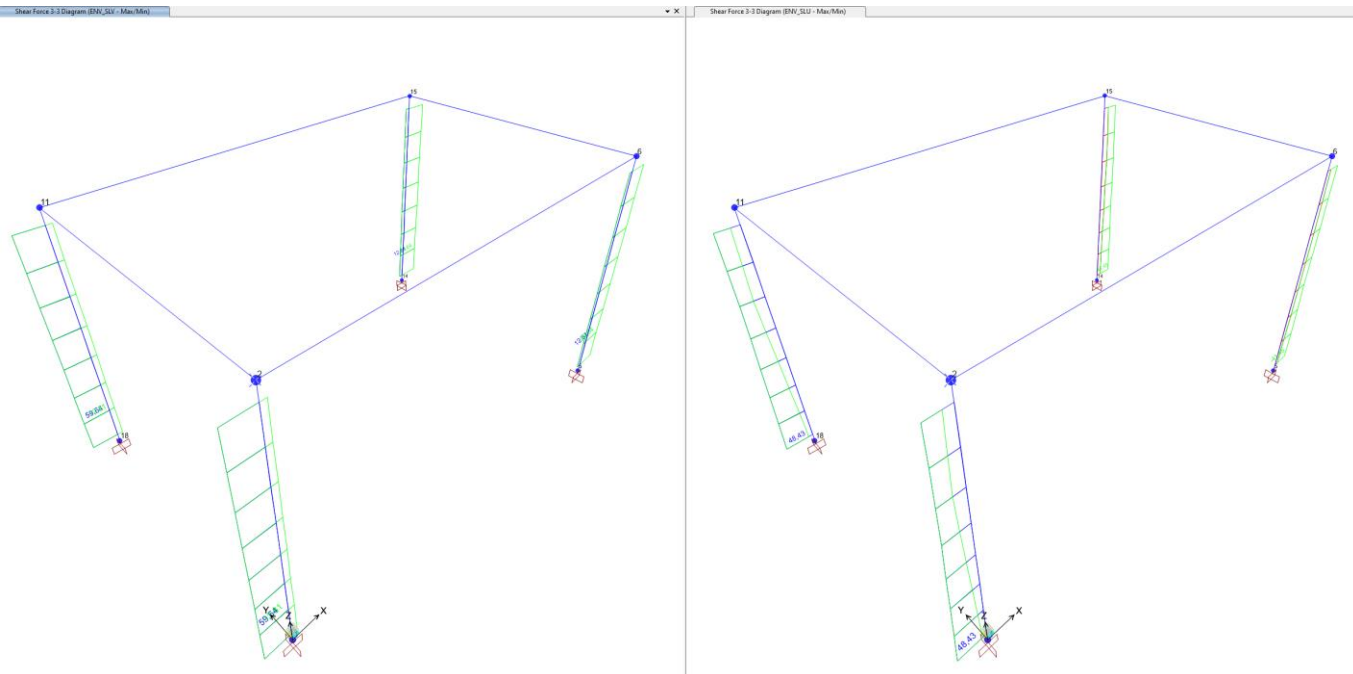 Shear Force 3-3 Diagram (ENV_SLV - Max/Min)
15
6
11
59.64
18
2
Y
Z
X
Shear Force 3-3 Diagram (ENV_SLU - Max/Min)
15
6
11
48.43
18
2
Y
Z
X
48.43